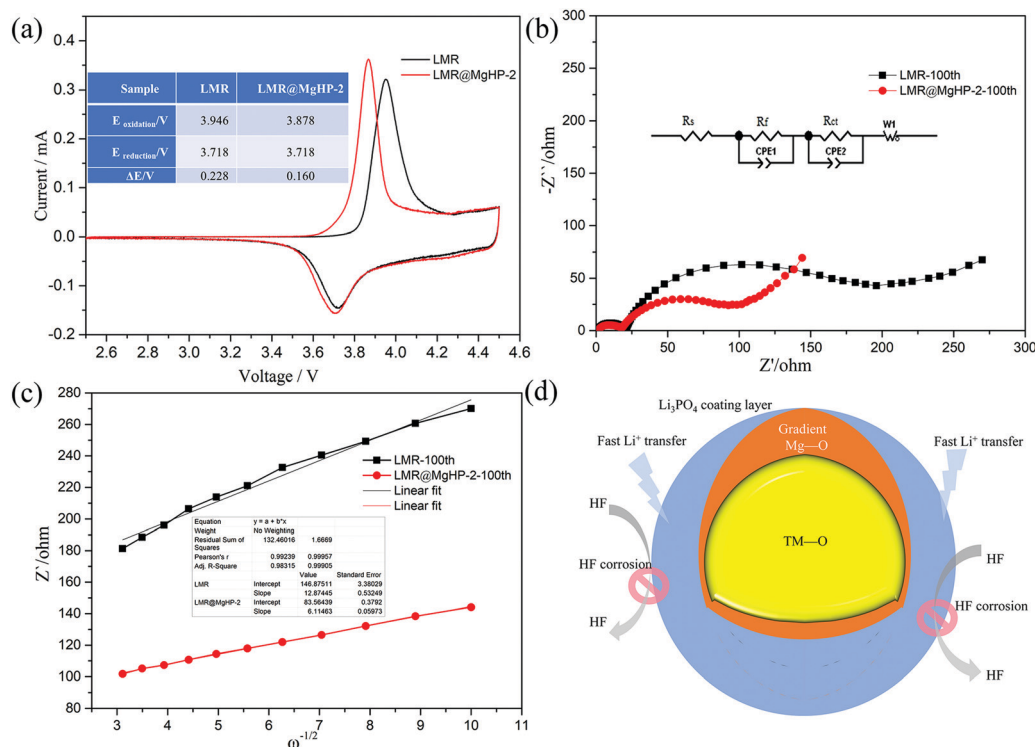 (a)
0.4
0.3
0.2
0.1
0.0
-0.1
-0.2
Current / mA
2.6 2.8 3.0 3.2 3.4 3.6 3.8 4.0 4.2 4.4 4.6
Voltage / V
LMR
LMR@MgHP-2
Sample LMR LMR@MgHP-2
E oxidation/V 3.946 3.878
E reduction/V 3.718 3.718
ΔE/V 0.228 0.160
(b)
300
250
200
150
100
50
0
-Z``/ohm
0 50 100 150 200 250 300
Z'/ohm
LMR-100th
LMR@MgHP-2-100th
Rs Rf Rct W1
CPE1 CPE2
(c)
280
260
240
220
200
180
160
140
120
100
80
Z`/ohm
3 4 5 6 7 8 9 10
ω-1/2
LMR-100th
LMR@MgHP-2-100th
Linear fit
Linear fit
Equation y = a + b*x
Weight No Weighting
Residual Sum of Squares 132.46016 1.6669
Pearson's r 0.99239 0.99957
Adj. R-Square 0.98315 0.99905
Value Standard Error
LMR Intercept 146.87511 3.38029
Slope 12.87445 0.53249
LMR@MgHP-2 Intercept 83.56439 0.3792
Slope 6.11463 0.05973
(d)
Li3PO4 coating layer
Gradient
Mg—O
Fast Li+ transfer
Fast Li+ transfer
HF
HF
TM—O
HF corrosion
HF corrosion
HF
HF